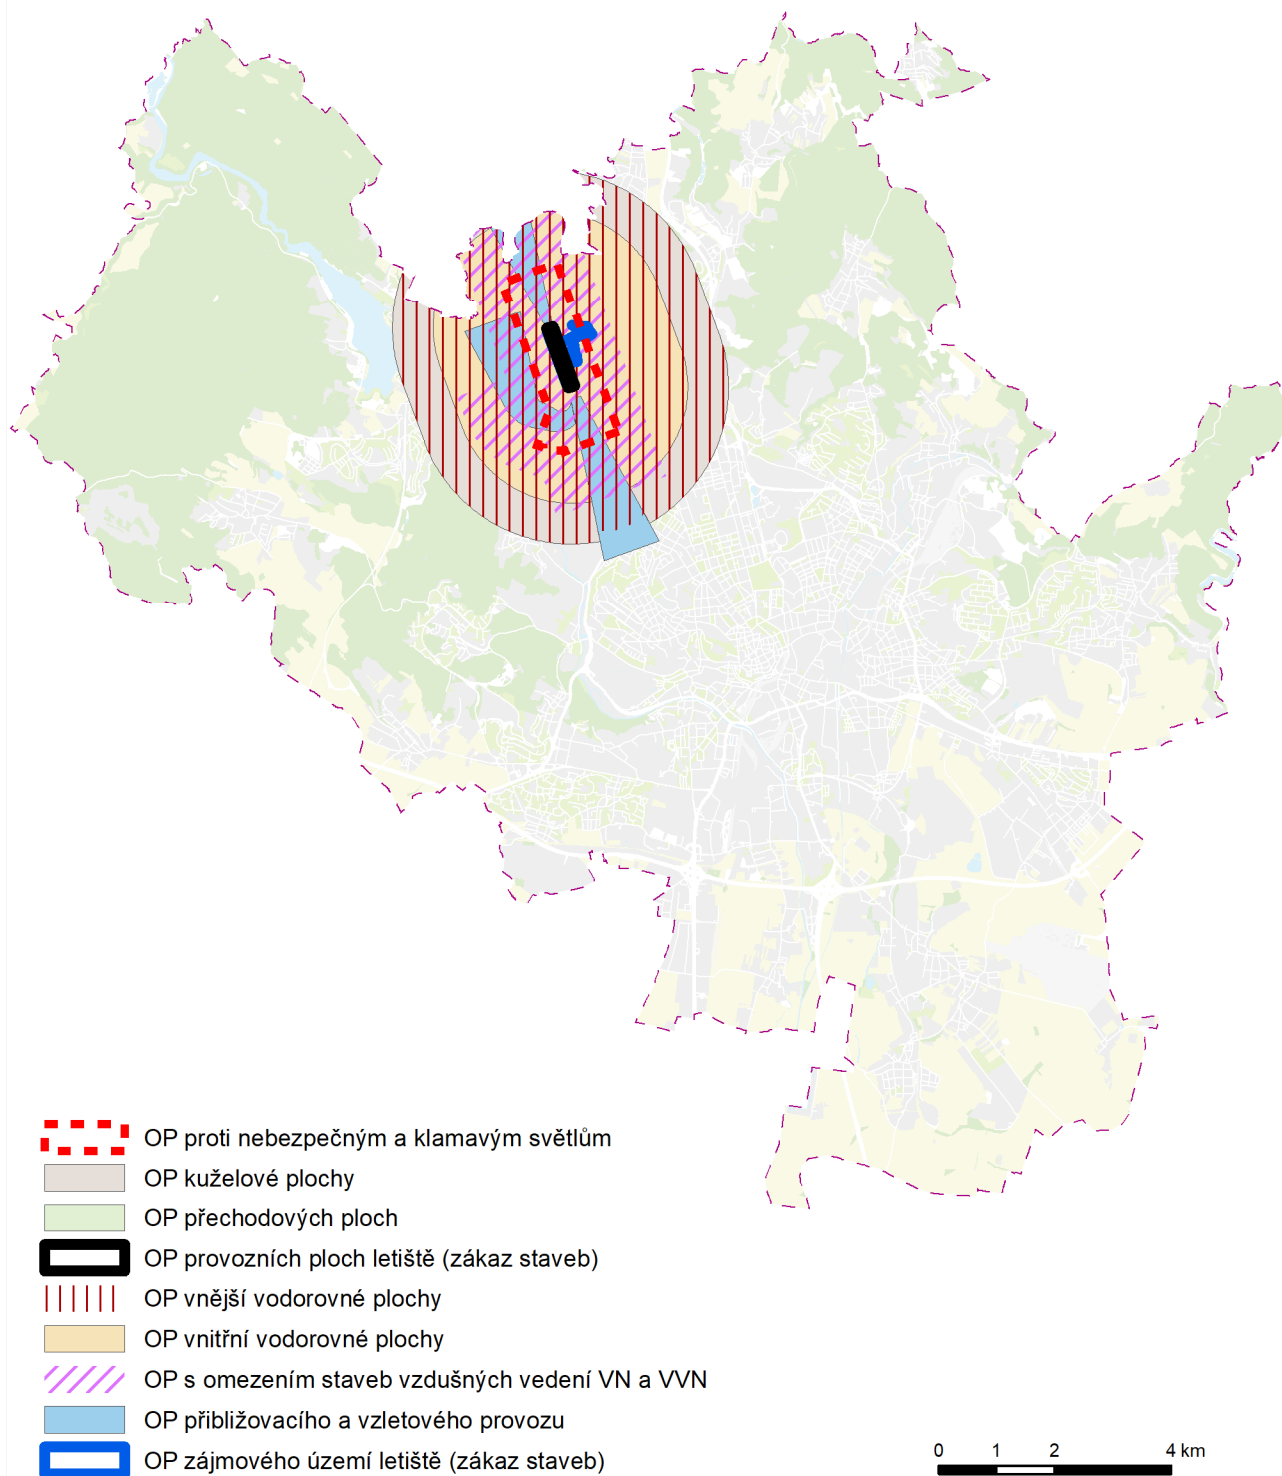 OP proti nebezpečným a klamavým světlům
OP kuželové plochy
OP přechodových ploch
OP provozních ploch letiště (zákaz staveb)
OP vnější vodorovné plochy
OP vnitřní vodorovné plochy
OP s omezením staveb vzdušných vedení VN a VVN
OP přibližovacího a vzletového provozu
OP zájmového území letiště (zákaz staveb)
0 1 2 4 km